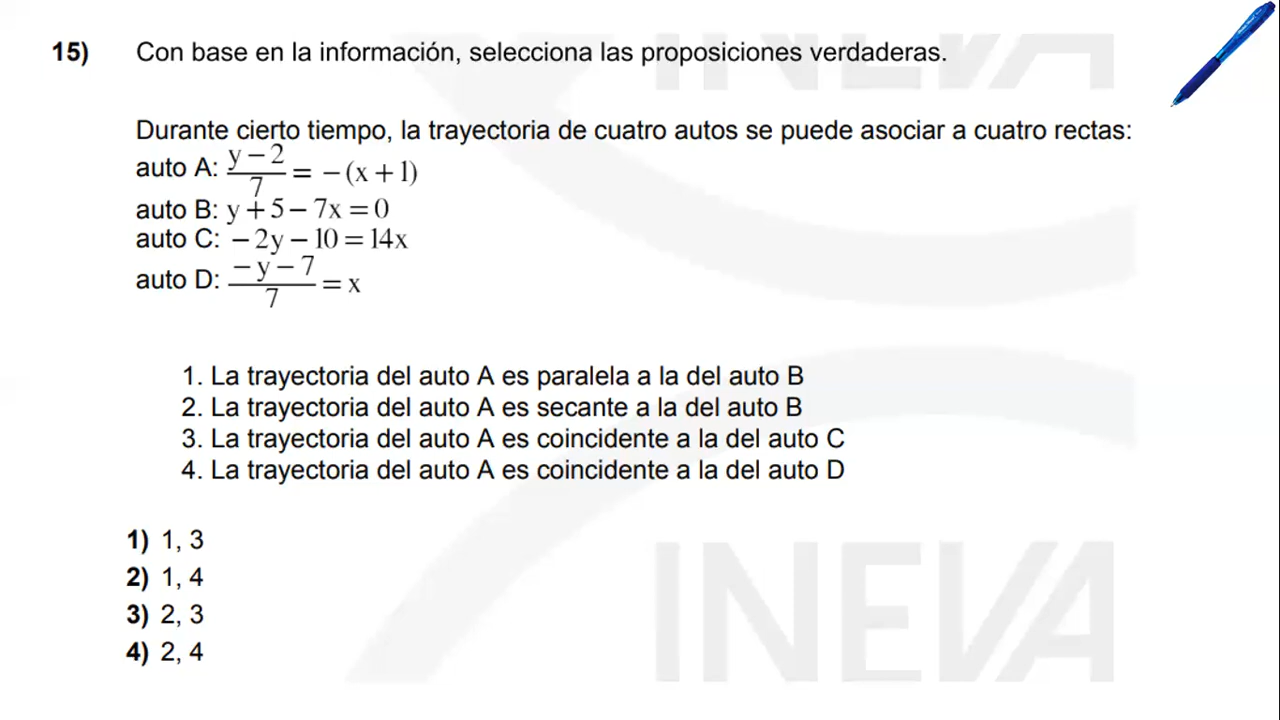 INEVA
15) Con base en la información, selecciona las proposiciones verdaderas.
Durante cierto tiempo, la trayectoria de cuatro autos se puede asociar a cuatro rectas:
auto A: (y − 2)/7 = −(x + 1)
auto B: y + 5 − 7x = 0
auto C: −2y − 10 = 14x
auto D: (−y − 7)/7 = x
1. La trayectoria del auto A es paralela a la del auto B
2. La trayectoria del auto A es secante a la del auto B
3. La trayectoria del auto A es coincidente a la del auto C
4. La trayectoria del auto A es coincidente a la del auto D
1) 1, 3
2) 1, 4
3) 2, 3
4) 2, 4
INEVA